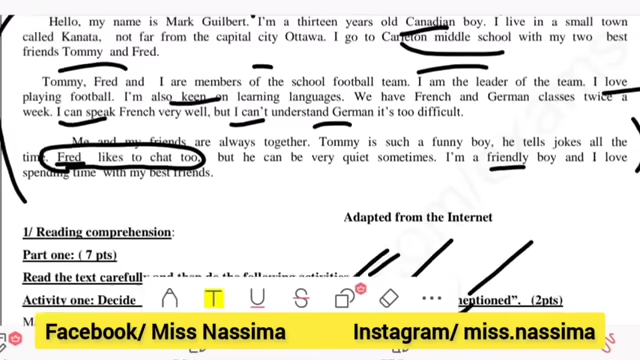 Hello, my name is Mark Guilbert. I'm a thirteen years old Canadian boy. I live in a small town
called Kanata, not far from the capital city Ottawa. I go to Carleton middle school with my two best
friends Tommy and Fred.
Tommy, Fred and I are members of the school football team. I am the leader of the team. I love
playing football. I'm also keen on learning languages. We have French and German classes twice a
week. I can speak French very well, but I can't understand German it's too difficult.
Me and my friends are always together. Tommy is such a funny boy, he tells jokes all the
time. Fred likes to chat too, but he can be very quiet sometimes. I'm a friendly boy and I love
spending time with my best friends.
Adapted from the Internet
1/ Reading comprehension:
Part one: ( 7 pts)
Read the text carefully and then do the following activities
Activity one: Decide mentioned". (2pts)
Facebook/ Miss Nassima Instagram/ miss.nassima